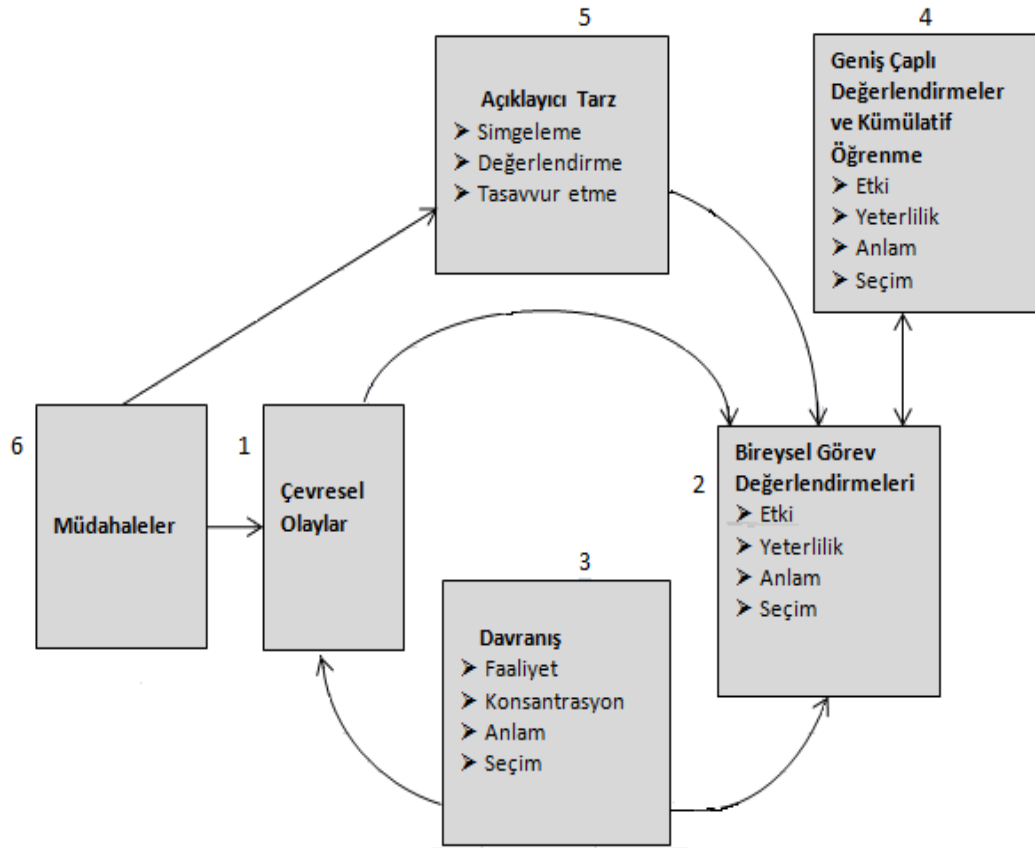 5
Açıklayıcı Tarz
➤ Simgeleme
➤ Değerlendirme
➤ Tasavvur etme
4
Geniş Çaplı
Değerlendirmeler
ve Kümülatif
Öğrenme
➤ Etki
➤ Yeterlilik
➤ Anlam
➤ Seçim
6
Müdahaleler
1
Çevresel
Olaylar
2
Bireysel Görev
Değerlendirmeleri
➤ Etki
➤ Yeterlilik
➤ Anlam
➤ Seçim
3
Davranış
➤ Faaliyet
➤ Konsantrasyon
➤ Anlam
➤ Seçim